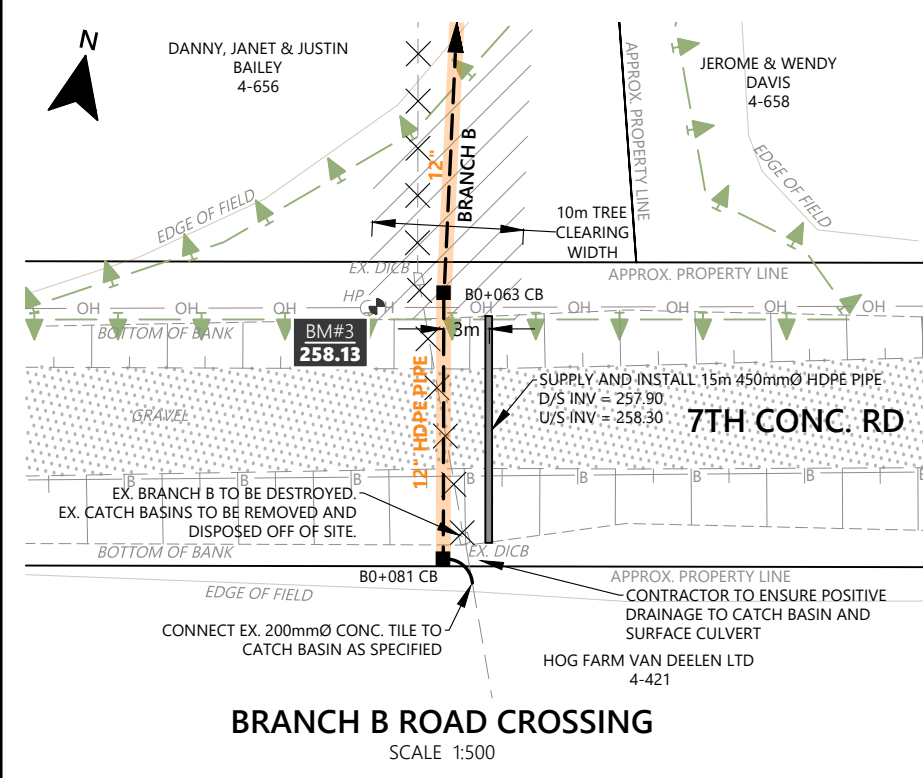 N
DANNY, JANET & JUSTIN
BAILEY
4-656
JEROME & WENDY
DAVIS
4-658
APPROX. PROPERTY LINE
EDGE OF FIELD
EDGE OF FIELD
12"
BRANCH B
10m TREE
CLEARING
WIDTH
EX. DICB
APPROX. PROPERTY LINE
HP
B0+063 CB
OH
OH
OH
OH
OH
OH
OH
BOTTOM OF BANK
BM#3
258.13
3m
12" HDPE PIPE
SUPPLY AND INSTALL 15m 450mmØ HDPE PIPE
D/S INV = 257.90
U/S INV = 258.30
7TH CONC. RD
GRAVEL
B
B
B
B
EX. BRANCH B TO BE DESTROYED.
EX. CATCH BASINS TO BE REMOVED AND
DISPOSED OFF OF SITE.
BOTTOM OF BANK
EX. DICB
B0+081 CB
APPROX. PROPERTY LINE
EDGE OF FIELD
CONTRACTOR TO ENSURE POSITIVE
DRAINAGE TO CATCH BASIN AND
SURFACE CULVERT
CONNECT EX. 200mmØ CONC. TILE TO
CATCH BASIN AS SPECIFIED
HOG FARM VAN DEELEN LTD
4-421
BRANCH B ROAD CROSSING
SCALE 1:500